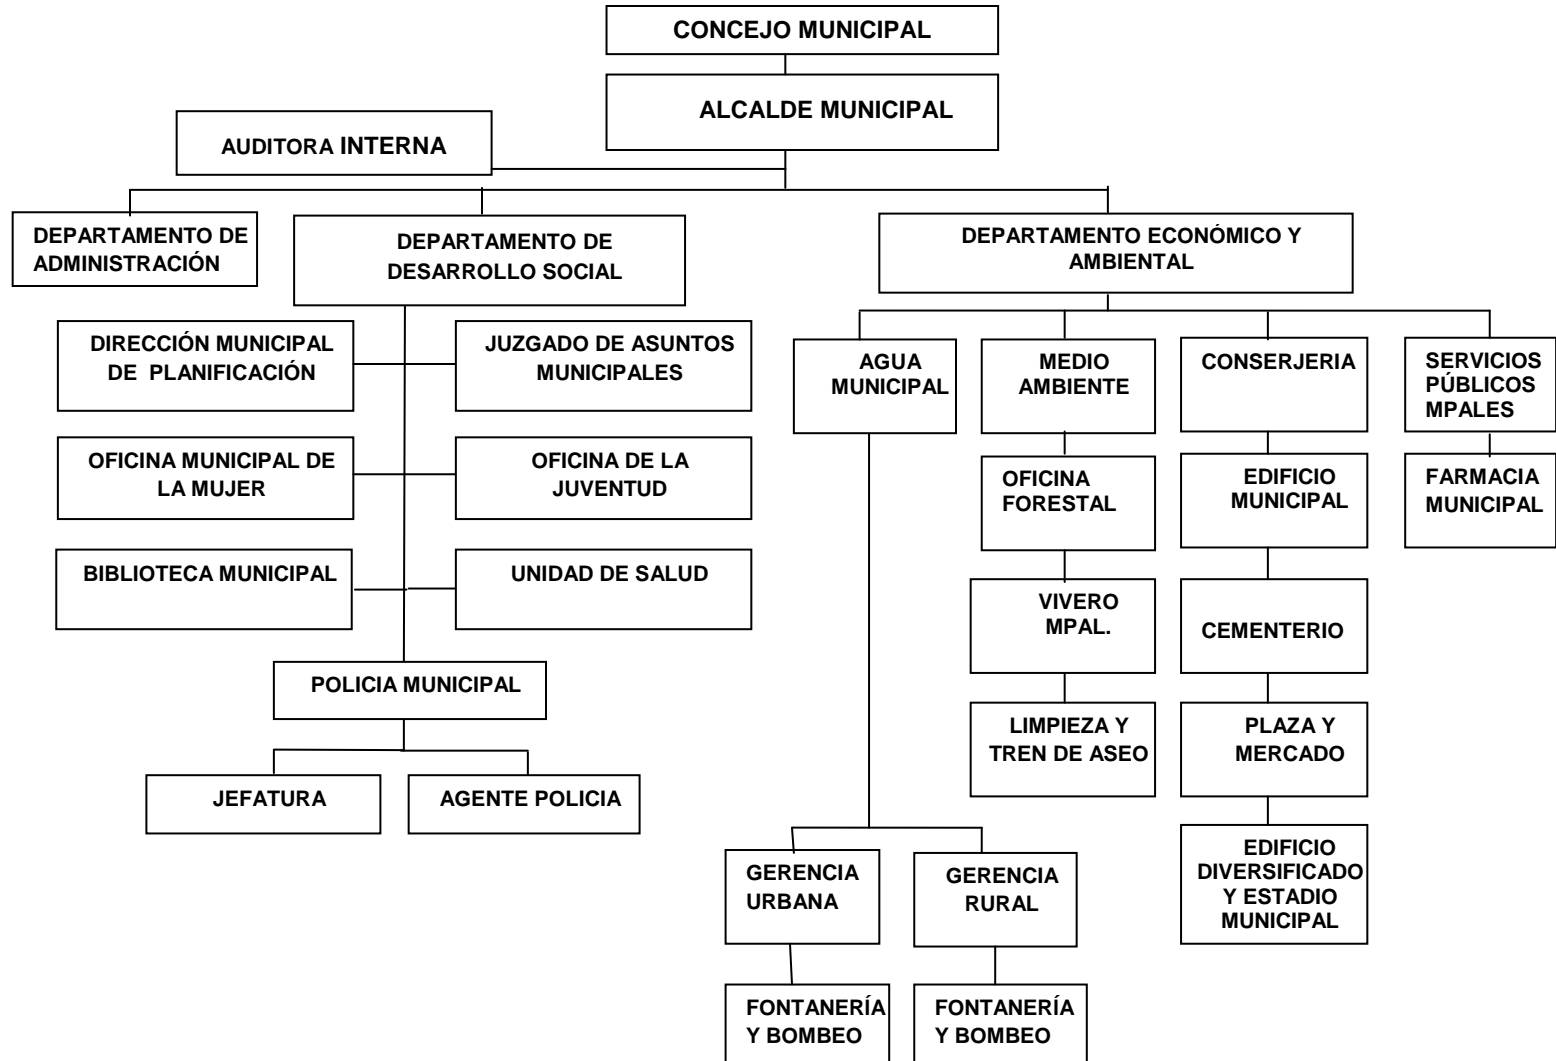 CONCEJO MUNICIPAL
ALCALDE MUNICIPAL
AUDITORA INTERNA
DEPARTAMENTO DE
ADMINISTRACIÓN
DEPARTAMENTO DE
DESARROLLO SOCIAL
DEPARTAMENTO ECONÓMICO Y
AMBIENTAL
DIRECCIÓN MUNICIPAL
DE PLANIFICACIÓN
JUZGADO DE ASUNTOS
MUNICIPALES
OFICINA MUNICIPAL DE
LA MUJER
OFICINA DE LA
JUVENTUD
BIBLIOTECA MUNICIPAL
UNIDAD DE SALUD
POLICIA MUNICIPAL
JEFATURA
AGENTE POLICIA
AGUA
MUNICIPAL
MEDIO
AMBIENTE
CONSERJERIA
SERVICIOS
PÚBLICOS
MPALES
OFICINA
FORESTAL
EDIFICIO
MUNICIPAL
FARMACIA
MUNICIPAL
VIVERO
MPAL.
CEMENTERIO
LIMPIEZA Y
TREN DE ASEO
PLAZA Y
MERCADO
GERENCIA
URBANA
GERENCIA
RURAL
EDIFICIO
DIVERSIFICADO
Y ESTADIO
MUNICIPAL
FONTANERÍA
Y BOMBEO
FONTANERÍA
Y BOMBEO